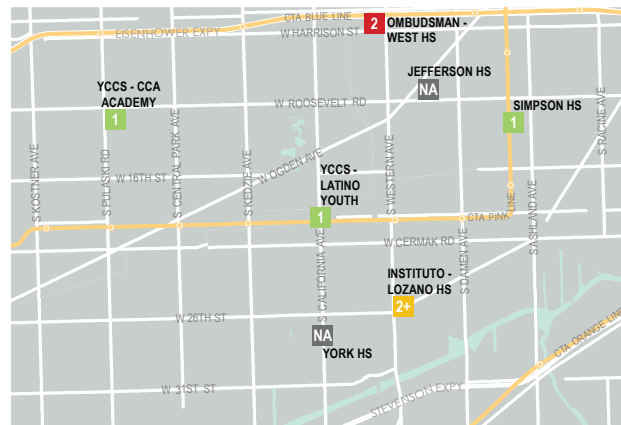 CTA BLUE LINE
EISENHOWER EXPY
W HARRISON ST
2
OMBUDSMAN -
WEST HS
JEFFERSON HS
NA
YCCS - CCA
ACADEMY
1
W ROOSEVELT RD
SIMPSON HS
1
S KOSTNER AVE
S PULASKI RD
S CENTRAL PARK AVE
S KEDZIE AVE
W OGDEN AVE
S WESTERN AVE
S RACINE AVE
W 16TH ST
YCCS -
LATINO
YOUTH
1
CTA PINK
LINE
S ASHLAND AVE
S DAMEN AVE
S CALIFORNIA AVE
W CERMAK RD
INSTITUTO -
LOZANO HS
2+
W 26TH ST
NA
YORK HS
CTA ORANGE LINE
W 31ST ST
STEVENSON EXPY